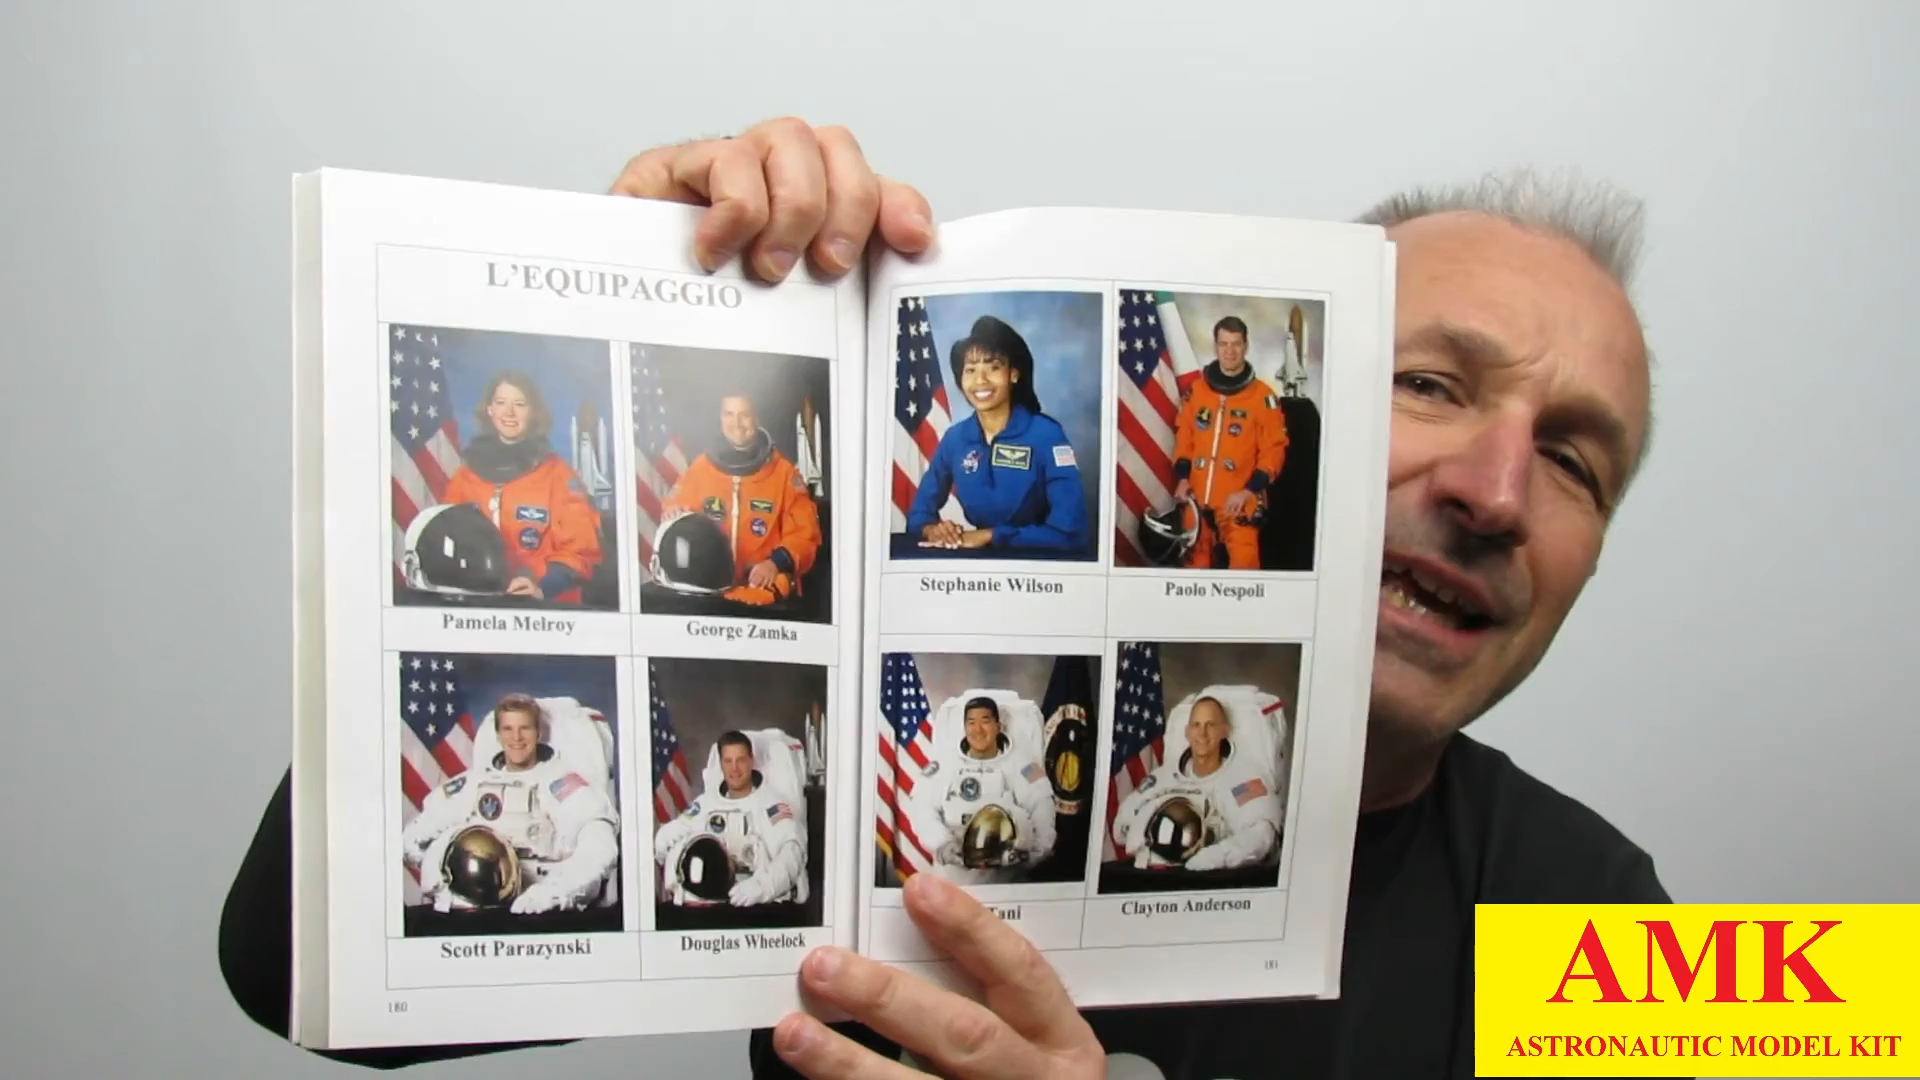 L'EQUIPAGGIO
Pamela Melroy
George Zamka
Scott Parazynski
Douglas Wheelock
180
Stephanie Wilson
Paolo Nespoli
Tani
Clayton Anderson
181
AMK
ASTRONAUTIC MODEL KIT